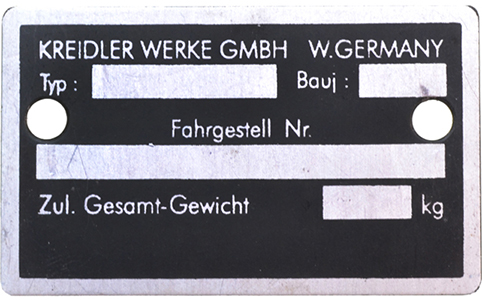 KREIDLER WERKE GMBH W.GERMANY
Typ : Bauj :
Fahrgestell Nr.
Zul. Gesamt-Gewicht kg